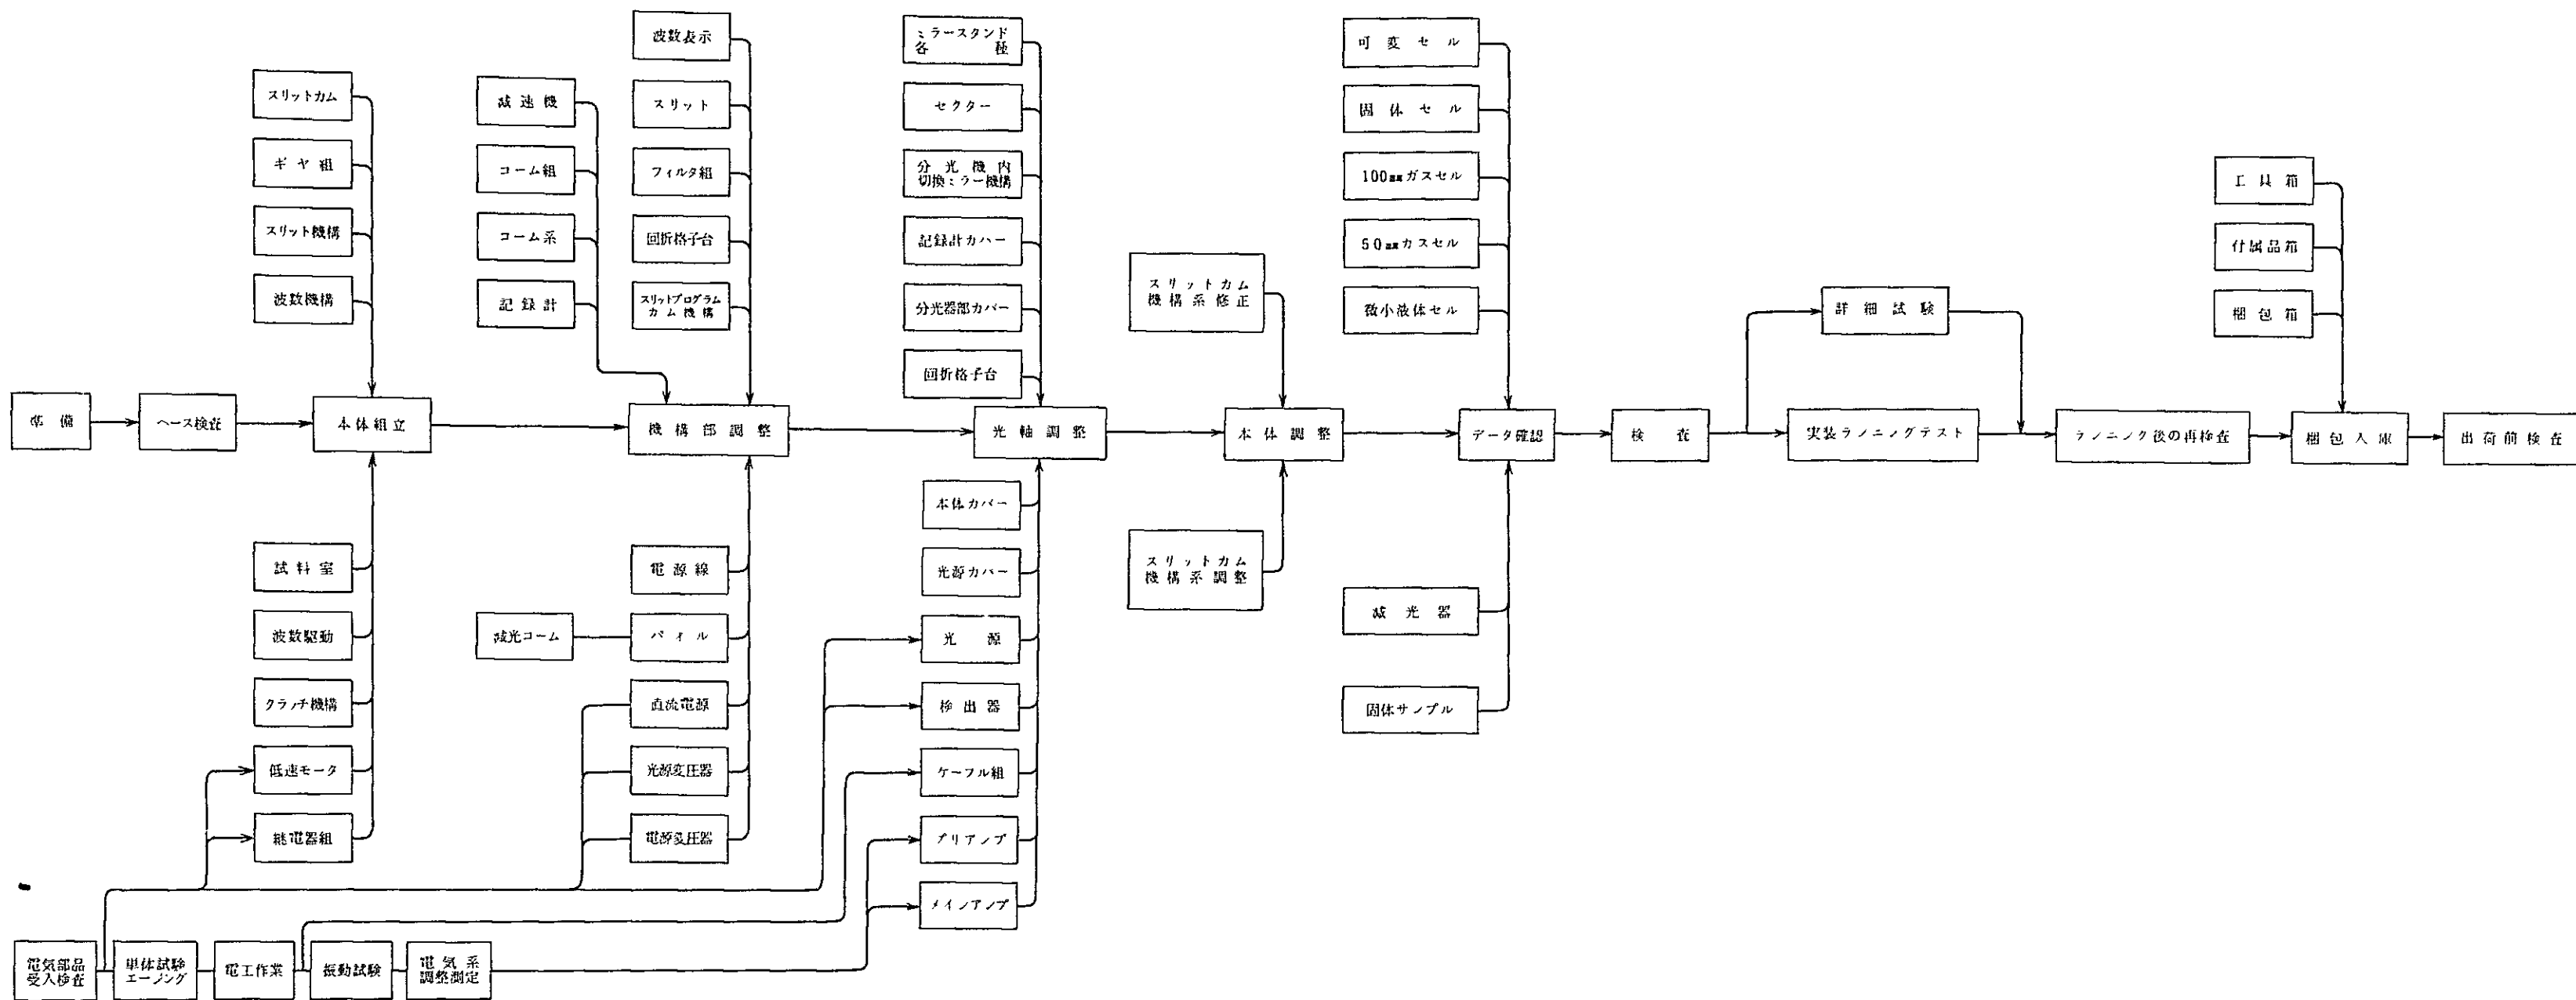 波数表示
スリットカム
減速機
スリット
ギヤ組
コーム組
フィルタ組
スリット機構
コーム系
回折格子台
波数機構
記録計
スリットプログラム
カム機構
ミラースタンド
各種
セクター
分光機内
切換ミラー機構
記録計カバー
分光器部カバー
回折格子台
スリットカム
機構系修正
可変セル
固体セル
100mmガスセル
50mmガスセル
微小液体セル
詳細試験
工具箱
付属品箱
梱包箱
準備
ベース検査
本体組立
機構部調整
光軸調整
本体調整
データ確認
検査
実装ランニングテスト
ランニング後の再検査
梱包入庫
出荷前検査
試料室
波数駆動
クラッチ機構
低速モータ
継電器組
電源線
減光コーム
パイル
直流電源
光源変圧器
電源変圧器
本体カバー
光源カバー
光源
検出器
ケーブル組
プリアンプ
メインアンプ
スリットカム
機構系調整
減光器
固体サンプル
電気部品
受入検査
単体試験
エージング
電工作業
振動試験
電気系
調整測定